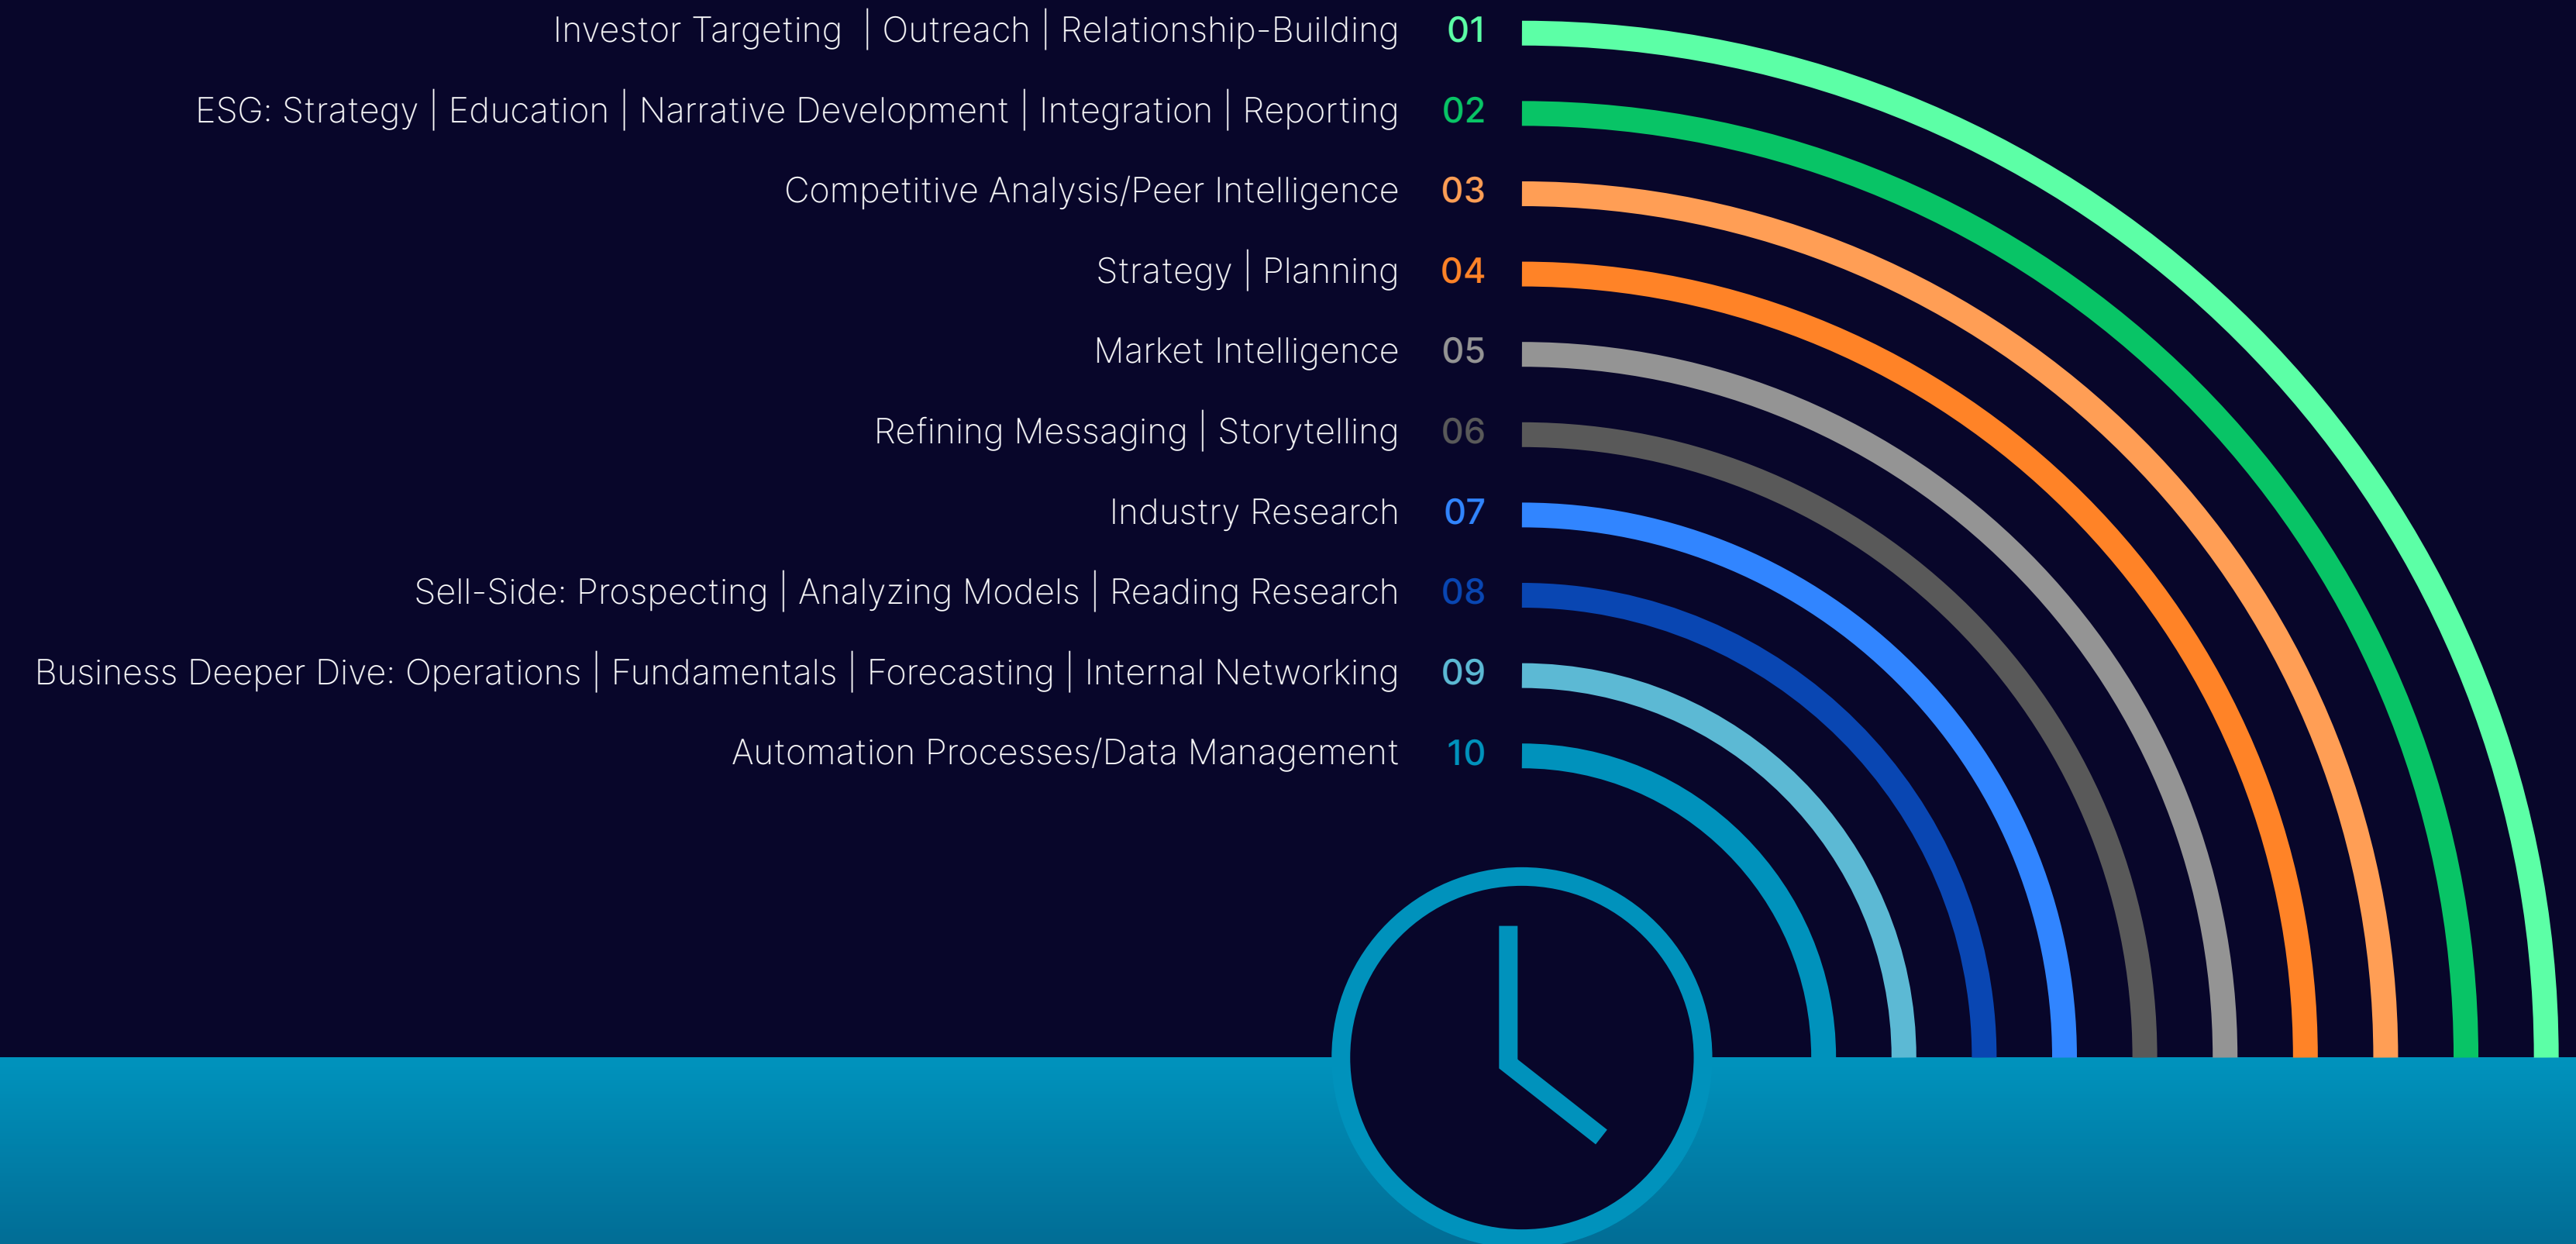 Investor Targeting | Outreach | Relationship-Building 01
ESG: Strategy | Education | Narrative Development | Integration | Reporting 02
Competitive Analysis/Peer Intelligence 03
Strategy | Planning 04
Market Intelligence 05
Refining Messaging | Storytelling 06
Industry Research 07
Sell-Side: Prospecting | Analyzing Models | Reading Research 08
Business Deeper Dive: Operations | Fundamentals | Forecasting | Internal Networking 09
Automation Processes/Data Management 10